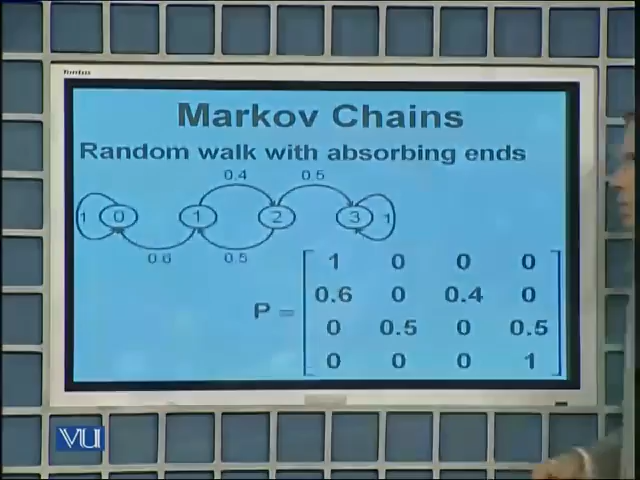 Markov Chains
Random walk with absorbing ends
0.4 0.5
1 0 1 2 3 1
0.6 0.5
P =
1 0 0 0
0.6 0 0.4 0
0 0.5 0 0.5
0 0 0 1
VU